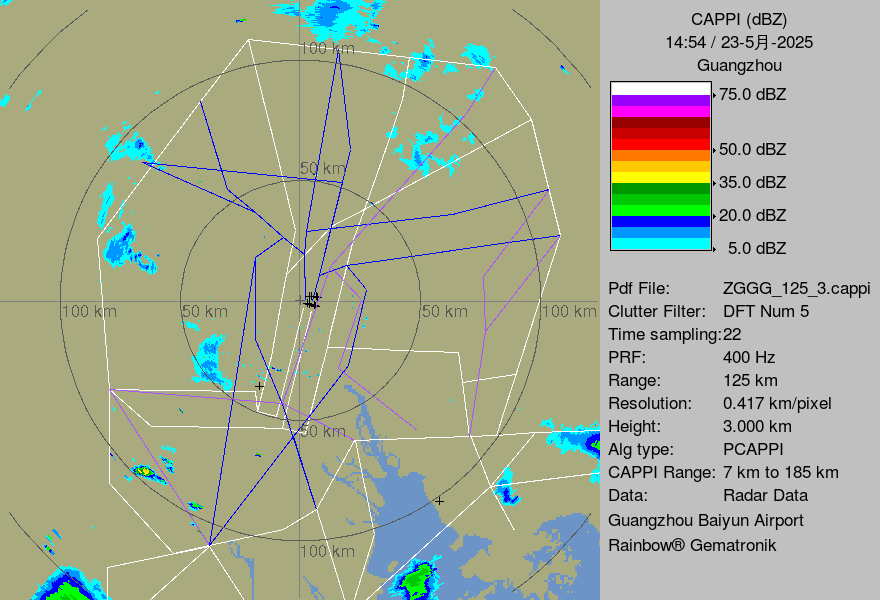 CAPPI (dBZ)
14:54 / 23-5月-2025
Guangzhou
75.0 dBZ
50.0 dBZ
35.0 dBZ
20.0 dBZ
5.0 dBZ
Pdf File: ZGGG_125_3.cappi
Clutter Filter: DFT Num 5
Time sampling:22
PRF: 400 Hz
Range: 125 km
Resolution: 0.417 km/pixel
Height: 3.000 km
Alg type: PCAPPI
CAPPI Range: 7 km to 185 km
Data: Radar Data
Guangzhou Baiyun Airport
Rainbow® Gematronik
100 km
50 km
100 km
50 km
50 km
100 km
50 km
100 km